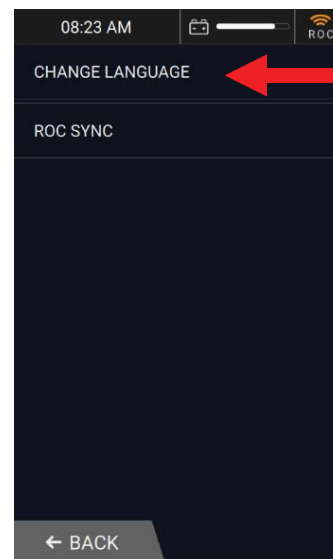 08:23 AM
ROC
CHANGE LANGUAGE
ROC SYNC
← BACK